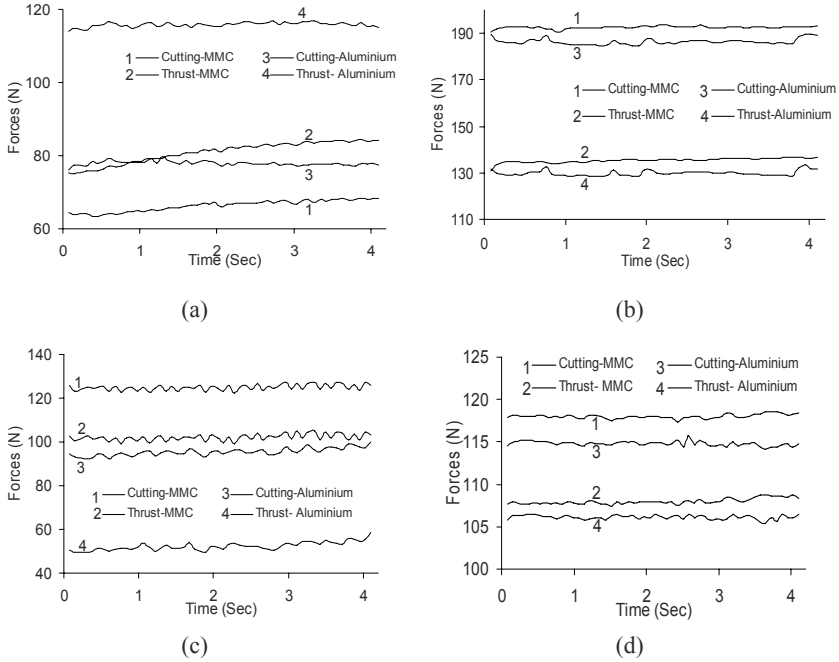 120
100
80
60
Forces (N)
4
1 Cutting-MMC 3 Cutting-Aluminium
2 Thrust-MMC 4 Thrust- Aluminium
2
3
1
0 1 2 3 4
Time (Sec)
(a)
190
170
150
130
110
Forces (N)
1
3
1 Cutting-MMC 3 Cutting-Aluminium
2 Thrust-MMC 4 Thrust-Aluminium
2
4
0 1 2 3 4
Time (Sec)
(b)
140
120
100
80
60
40
Forces (N)
1
2
3
1 Cutting-MMC 3 Cutting-Aluminium
2 Thrust-MMC 4 Thrust- Aluminium
4
0 1 2 3 4
Time (Sec)
(c)
125
120
115
110
105
100
Forces (N)
1 Cutting-MMC 3 Cutting-Aluminium
2 Thrust- MMC 4 Thrust- Aluminium
1
3
2
4
0 1 2 3 4
Time (Sec)
(d)